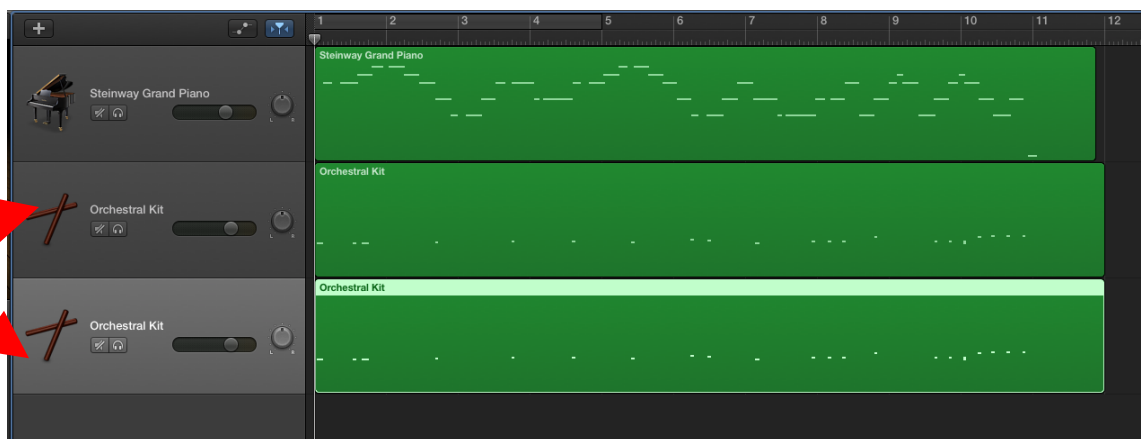 1 2 3 4 5 6 7 8 9 10 11 12
Steinway Grand Piano
Steinway Grand Piano
L R
Orchestral Kit
Orchestral Kit
L R
Orchestral Kit
Orchestral Kit
L R